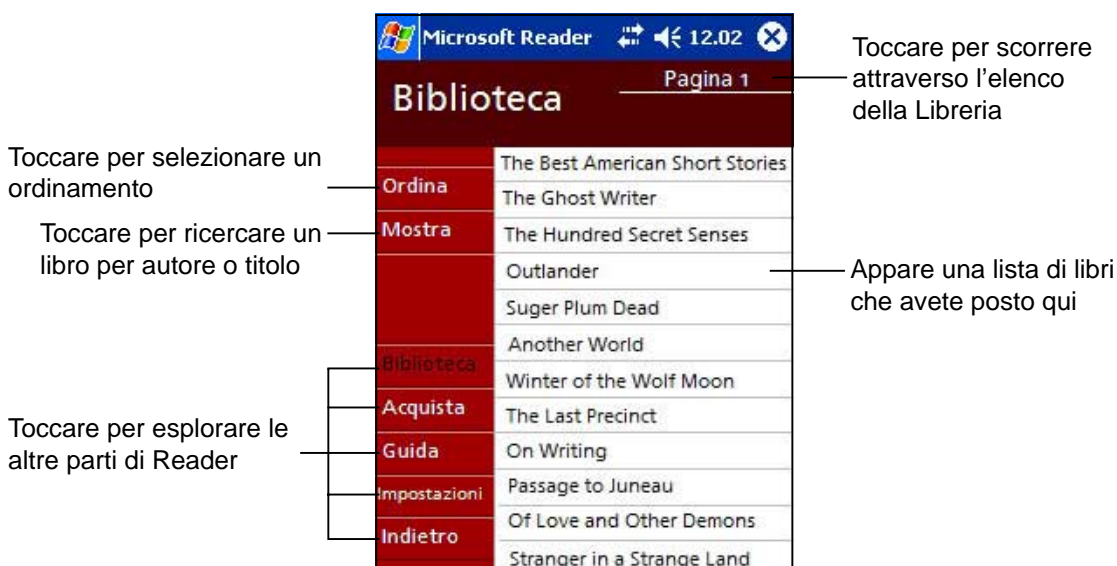 Microsoft Reader 12.02
Biblioteca
Pagina 1
Toccare per scorrere
attraverso l'elenco
della Libreria
Toccare per selezionare un
ordinamento
Toccare per ricercare un
libro per autore o titolo
Toccare per esplorare le
altre parti di Reader
Ordina
Mostra
Biblioteca
Acquista
Guida
Impostazioni
Indietro
The Best American Short Stories
The Ghost Writer
The Hundred Secret Senses
Outlander
Suger Plum Dead
Another World
Winter of the Wolf Moon
The Last Precinct
On Writing
Passage to Juneau
Of Love and Other Demons
Stranger in a Strange Land
Appare una lista di libri
che avete posto qui